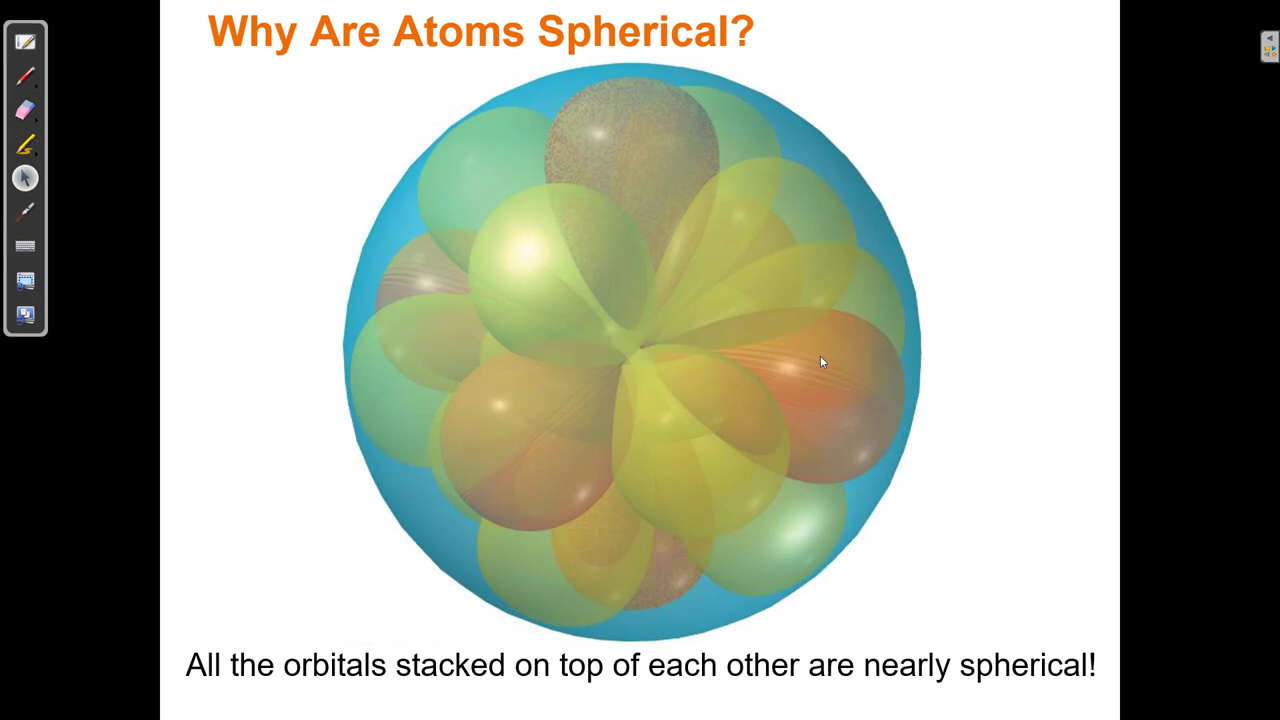 Why Are Atoms Spherical?
All the orbitals stacked on top of each other are nearly spherical!